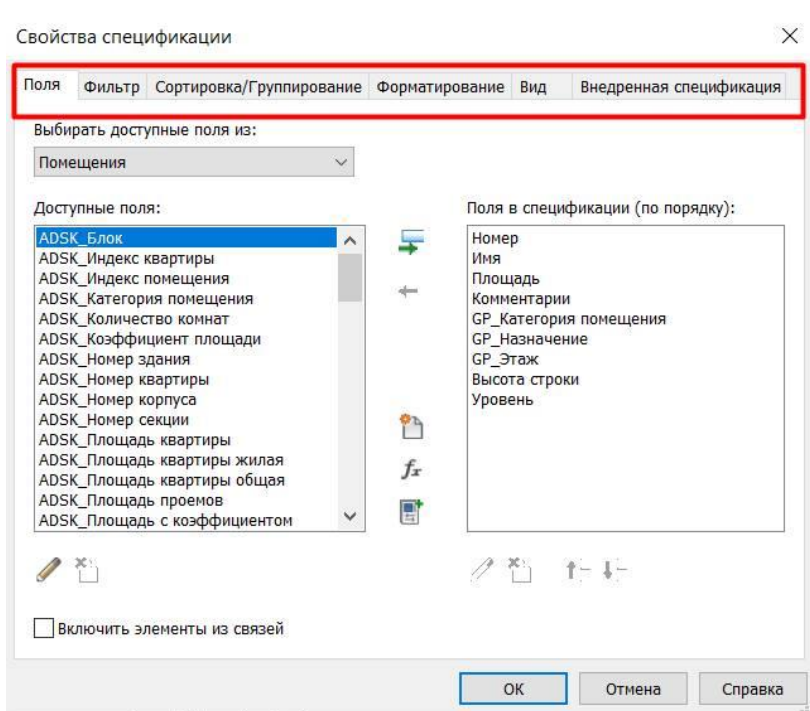 Свойства спецификации
Поля Фильтр Сортировка/Группирование Форматирование Вид Внедренная спецификация
Выбирать доступные поля из:
Помещения
Доступные поля:
ADSK_Блок
ADSK_Индекс квартиры
ADSK_Индекс помещения
ADSK_Категория помещения
ADSK_Количество комнат
ADSK_Коэффициент площади
ADSK_Номер здания
ADSK_Номер квартиры
ADSK_Номер корпуса
ADSK_Номер секции
ADSK_Площадь квартиры
ADSK_Площадь квартиры жилая
ADSK_Площадь квартиры общая
ADSK_Площадь проемов
ADSK_Площадь с коэффициентом
fx
Поля в спецификации (по порядку):
Номер
Имя
Площадь
Комментарии
GP_Категория помещения
GP_Назначение
GP_Этаж
Высота строки
Уровень
Включить элементы из связей
ОК Отмена Справка